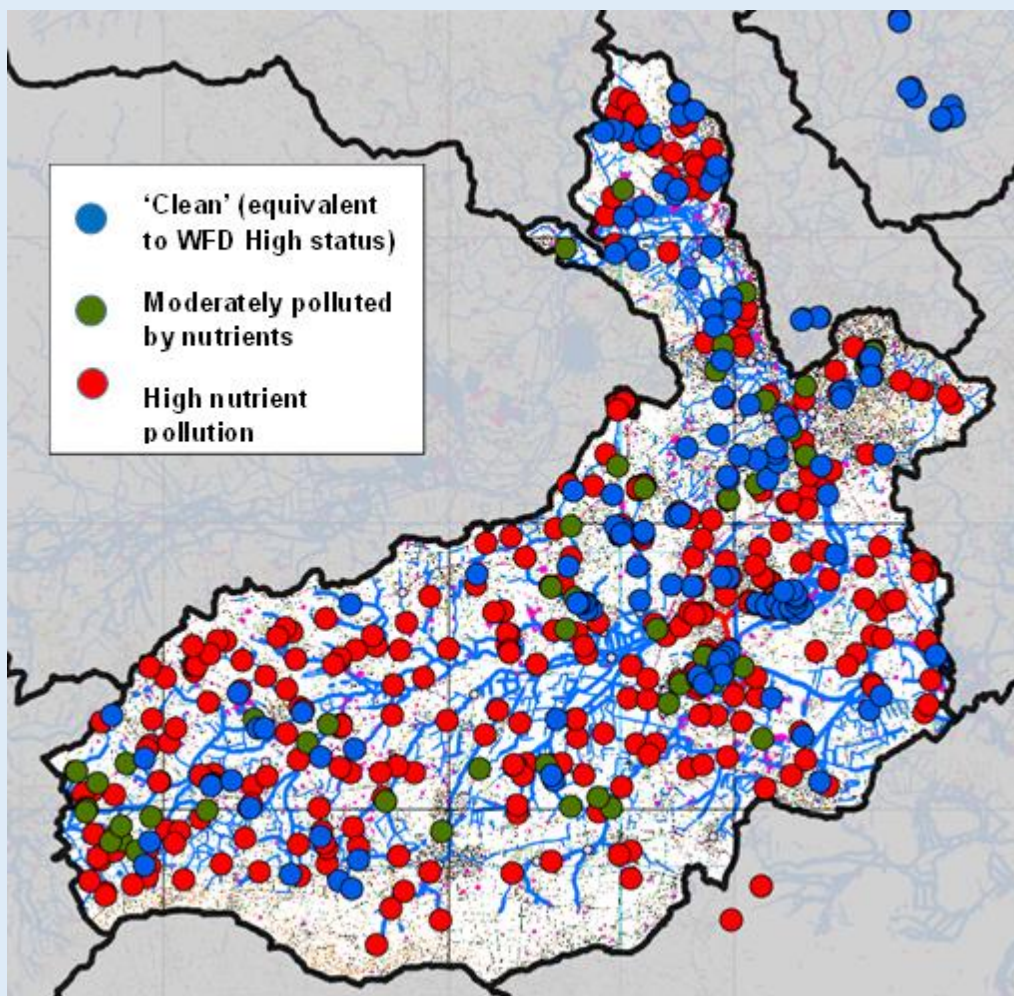 ‘Clean’ (equivalent
to WFD High status)
Moderately polluted
by nutrients
High nutrient
pollution